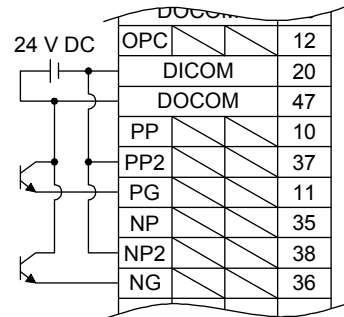 DOCOM
24 V DC
OPC 12
DICOM 20
DOCOM 47
PP 10
PP2 37
PG 11
NP 35
NP2 38
NG 36